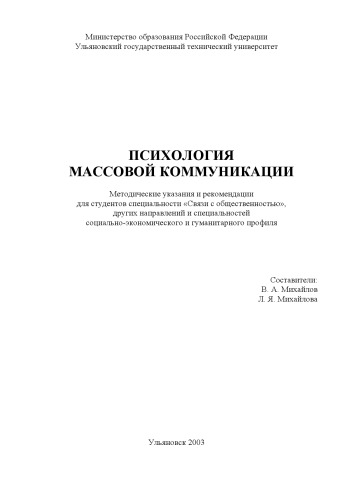 Министерство образования Российской Федерации
Ульяновский государственный технический университет
ПСИХОЛОГИЯ
МАССОВОЙ КОММУНИКАЦИИ
Методические указания и рекомендации
для студентов специальности «Связи с общественностью»,
других направлений и специальностей
социально-экономического и гуманитарного профиля
Составители:
В. А. Михайлов
Л. Я. Михайлова
Ульяновск 2003